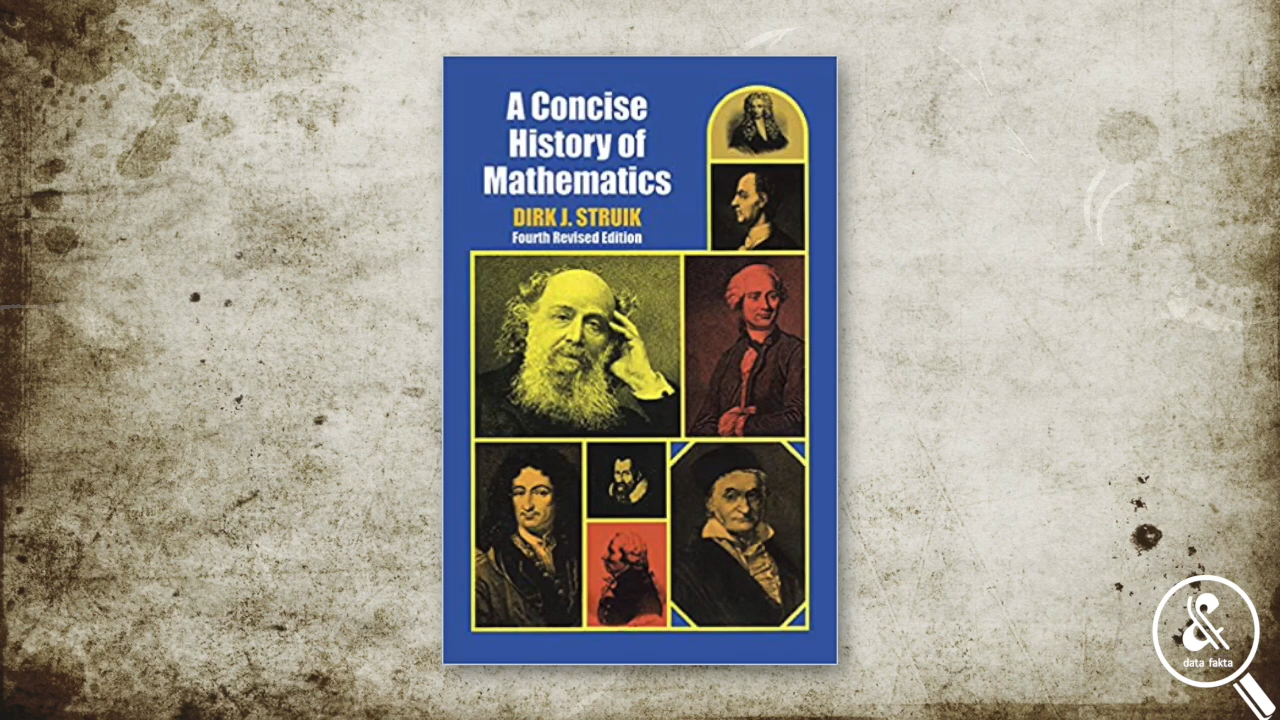 A Concise
History of
Mathematics
DIRK J. STRUIK
Fourth Revised Edition
&
data fakta